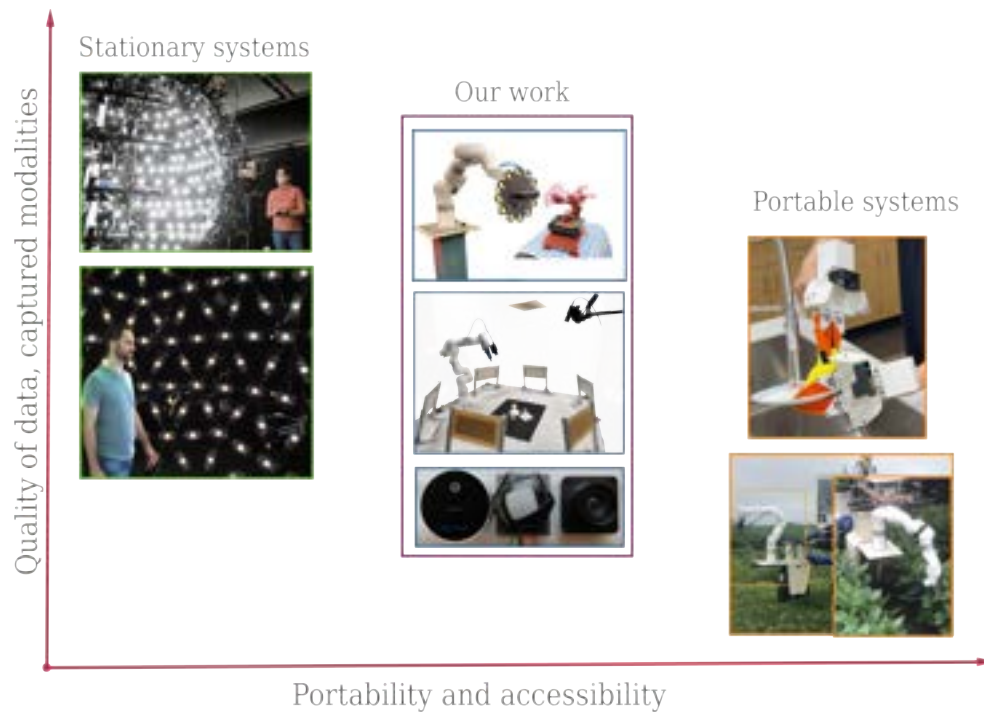 Stationary systems
Our work
Portable systems
Quality of data, captured modalities
Portability and accessibility